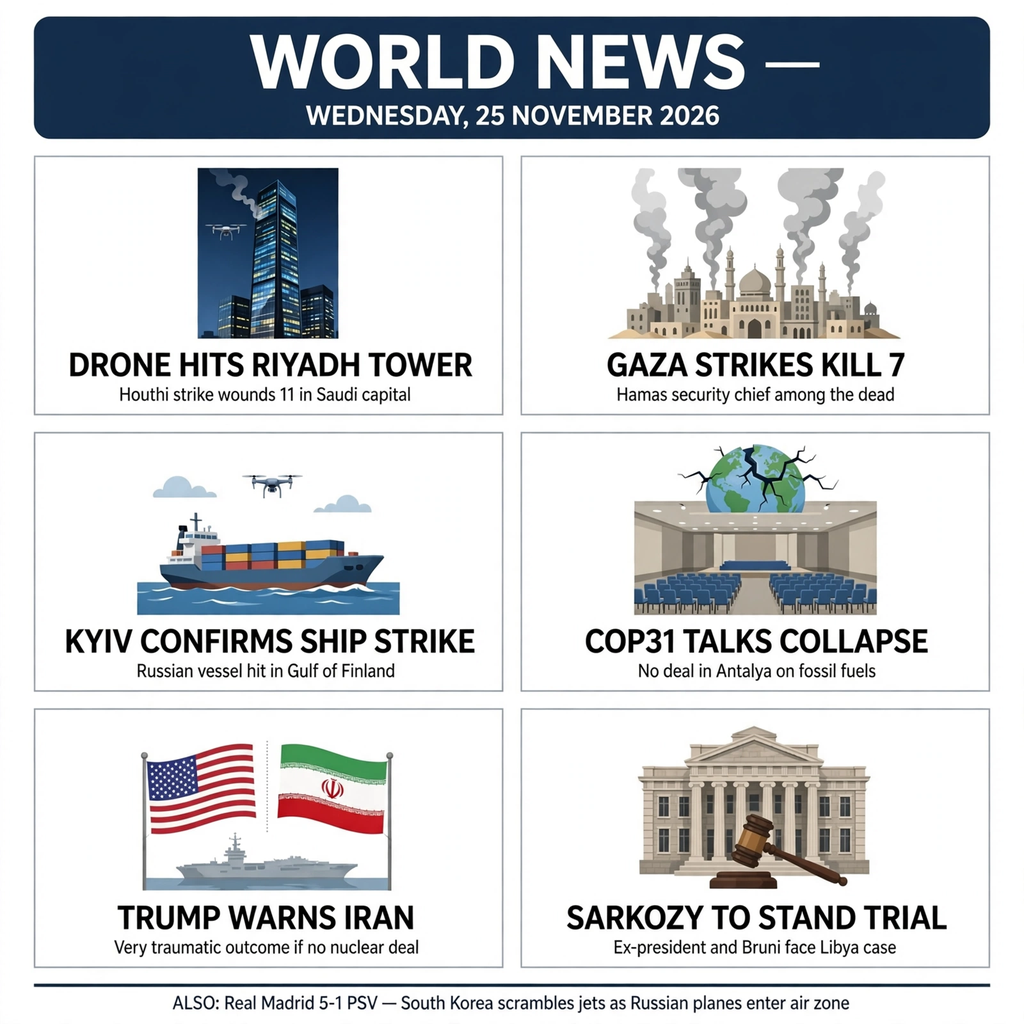 WORLD NEWS —
WEDNESDAY, 25 NOVEMBER 2026
DRONE HITS RIYADH TOWER
Houthi strike wounds 11 in Saudi capital
GAZA STRIKES KILL 7
Hamas security chief among the dead
KYIV CONFIRMS SHIP STRIKE
Russian vessel hit in Gulf of Finland
COP31 TALKS COLLAPSE
No deal in Antalya on fossil fuels
TRUMP WARNS IRAN
Very traumatic outcome if no nuclear deal
SARKOZY TO STAND TRIAL
Ex-president and Bruni face Libya case
ALSO: Real Madrid 5-1 PSV — South Korea scrambles jets as Russian planes enter air zone